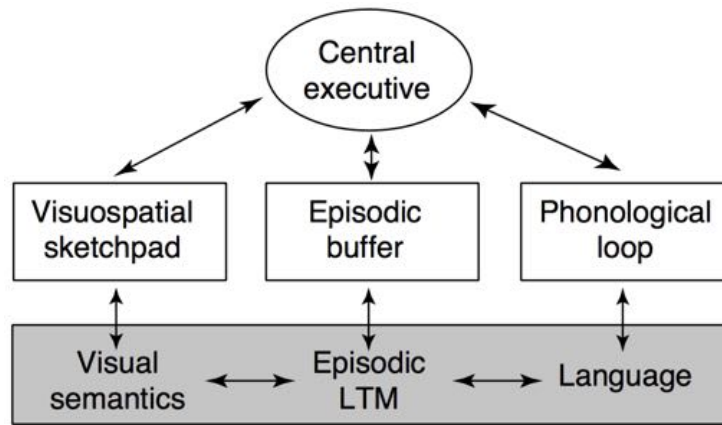 Central
executive
Visuospatial
sketchpad
Episodic
buffer
Phonological
loop
Visual
semantics
Episodic
LTM
Language